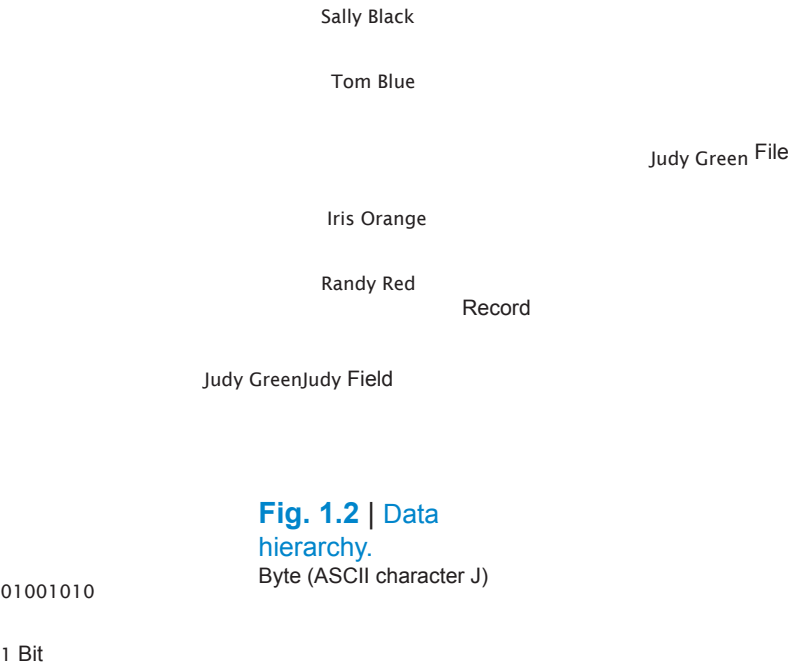 Sally Black
Tom Blue
Judy Green File
Iris Orange
Randy Red
Record
Judy GreenJudy Field
Fig. 1.2 | Data
hierarchy.
Byte (ASCII character J)
01001010
1 Bit